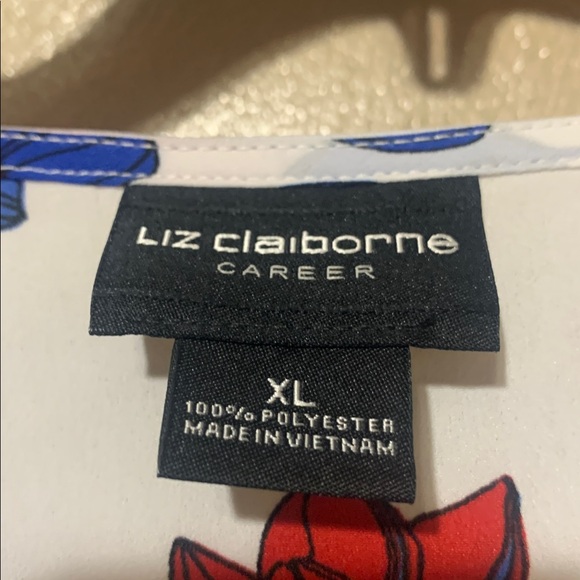 LIZ claiborne
CAREER
XL
100% POLYESTER
MADE IN VIETNAM